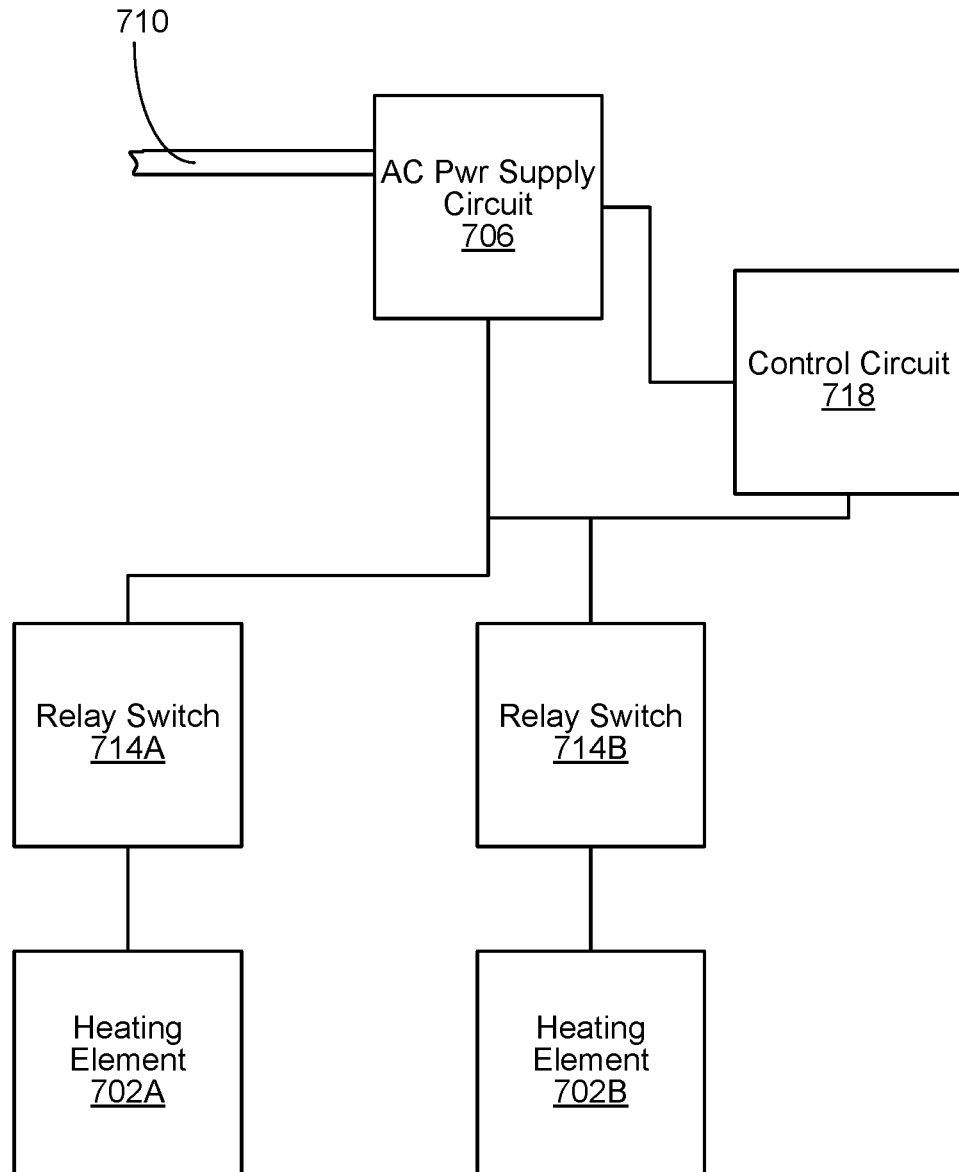 710
AC Pwr Supply
Circuit
706
Control Circuit
718
Relay Switch
714A
Relay Switch
714B
Heating
Element
702A
Heating
Element
702B